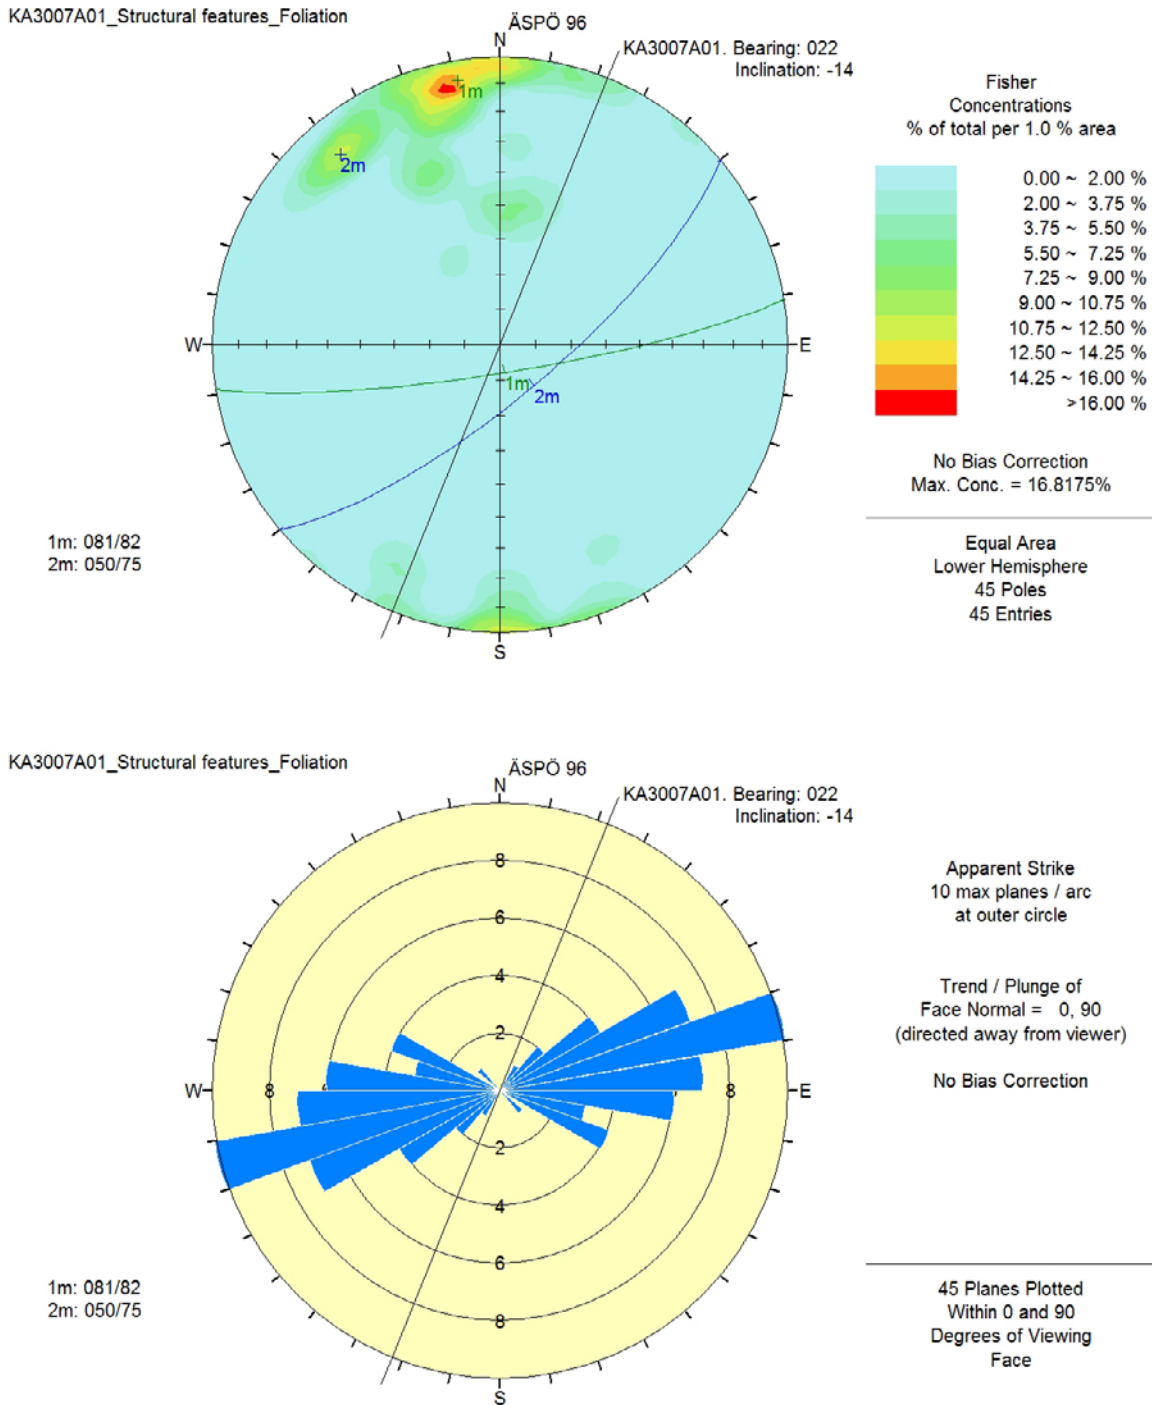 KA3007A01_Structural features_Foliation
ÄSPÖ 96
N
KA3007A01. Bearing: 022
Inclination: -14
1m
2m
W
E
1m
2m
S
1m: 081/82
2m: 050/75
Fisher
Concentrations
% of total per 1.0 % area
0.00 ~ 2.00 %
2.00 ~ 3.75 %
3.75 ~ 5.50 %
5.50 ~ 7.25 %
7.25 ~ 9.00 %
9.00 ~ 10.75 %
10.75 ~ 12.50 %
12.50 ~ 14.25 %
14.25 ~ 16.00 %
>16.00 %
No Bias Correction
Max. Conc. = 16.8175%
Equal Area
Lower Hemisphere
45 Poles
45 Entries
KA3007A01_Structural features_Foliation
ÄSPÖ 96
N
KA3007A01. Bearing: 022
Inclination: -14
8
6
4
2
W
8
8
E
2
4
6
8
S
1m: 081/82
2m: 050/75
Apparent Strike
10 max planes / arc
at outer circle
Trend / Plunge of
Face Normal = 0, 90
(directed away from viewer)
No Bias Correction
45 Planes Plotted
Within 0 and 90
Degrees of Viewing
Face